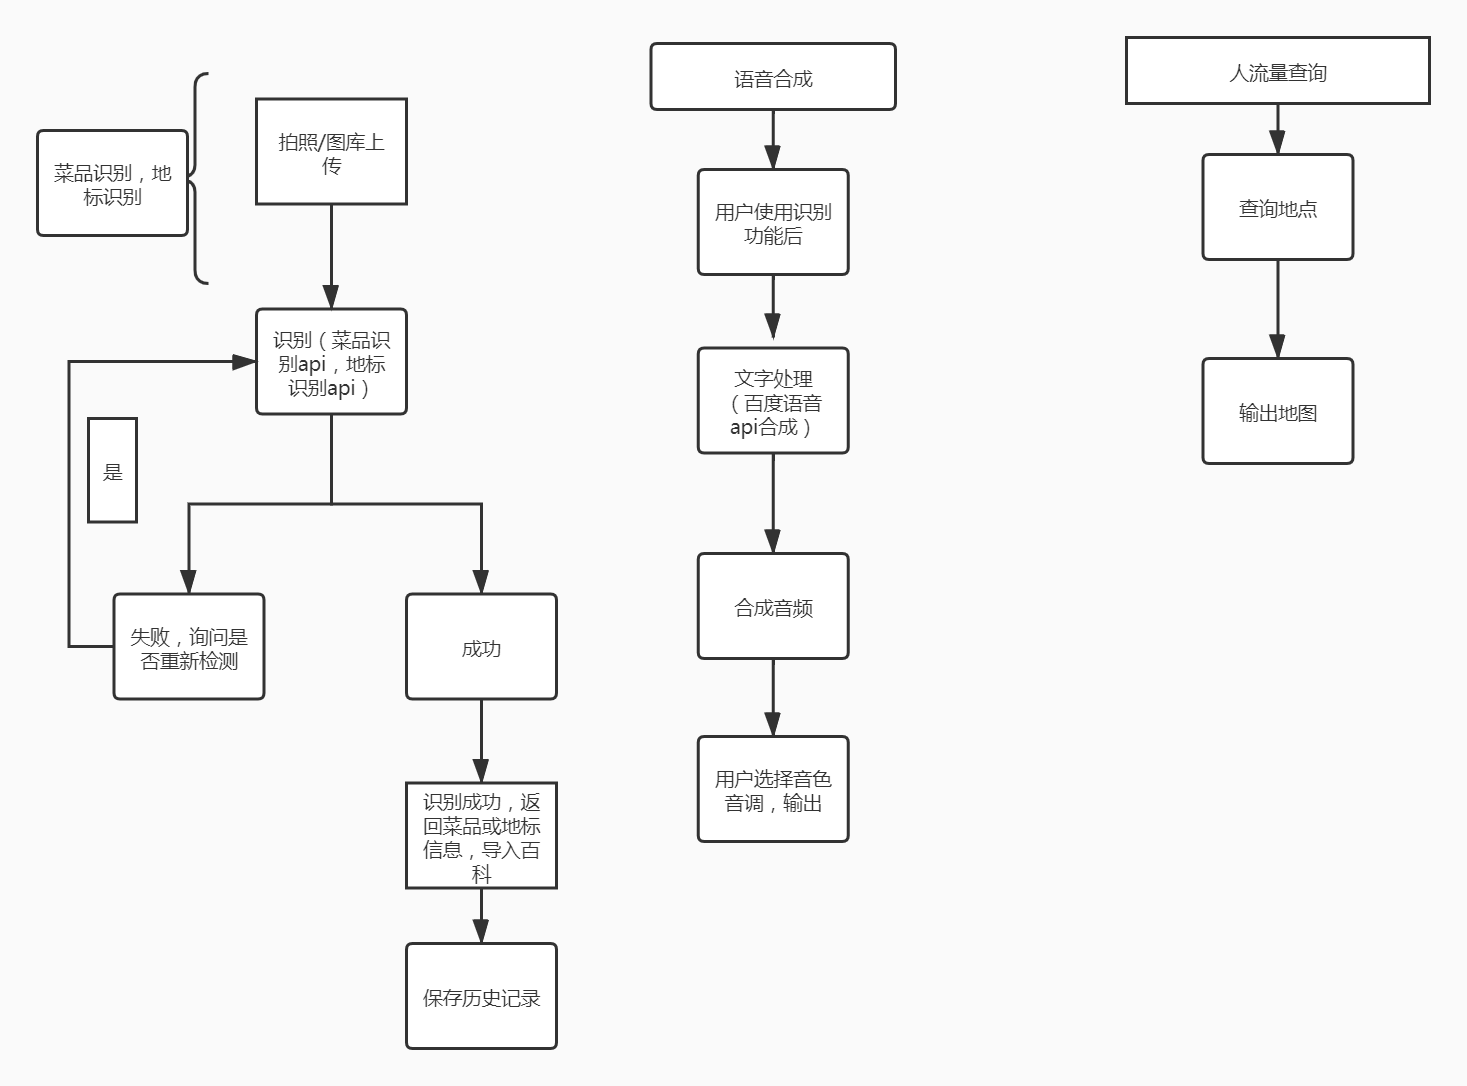 菜品识别，地
标识别
拍照/图库上
传
识别（菜品识
别api，地标
识别api）
是
失败，询问是
否重新检测
成功
识别成功，返
回菜品或地标
信息，导入百
科
保存历史记录
语音合成
用户使用识别
功能后
文字处理
（百度语音
api合成）
合成音频
用户选择音色
音调，输出
人流量查询
查询地点
输出地图